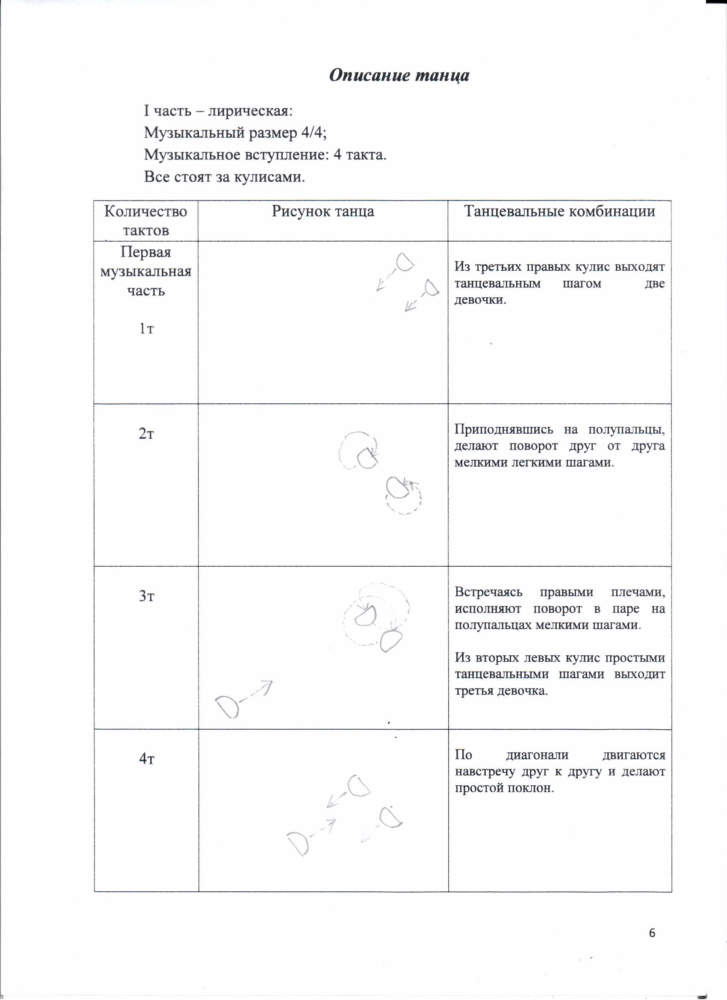 Описание танца
I часть – лирическая:
Музыкальный размер 4/4;
Музыкальное вступление: 4 такта.
Все стоят за кулисами.
Количество
тактов
Рисунок танца
Танцевальные комбинации
Первая
музыкальная
часть
1т
Из третьих правых кулис выходят
танцевальным шагом две
девочки.
2т
Приподнявшись на полупальцы,
делают поворот друг от друга
мелкими легкими шагами.
3т
Встречаясь правыми плечами,
исполняют поворот в паре на
полупальцах мелкими шагами.
Из вторых левых кулис простыми
танцевальными шагами выходит
третья девочка.
4т
По диагонали двигаются
навстречу друг к другу и делают
простой поклон.
6